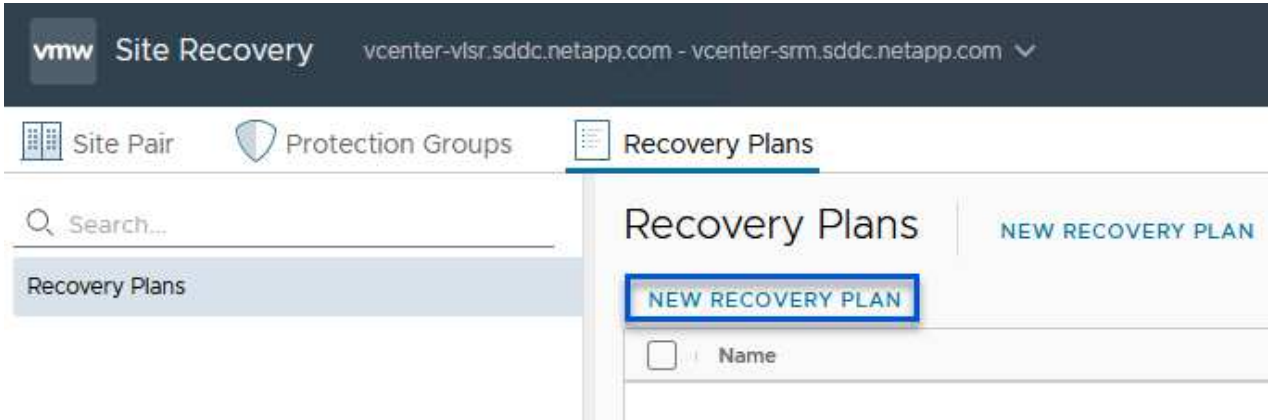 vmw Site Recovery vcenter-vlsr.sddc.netapp.com - vcenter-srm.sddc.netapp.com
Site Pair Protection Groups Recovery Plans
Search...
Recovery Plans
Recovery Plans NEW RECOVERY PLAN
NEW RECOVERY PLAN
Name